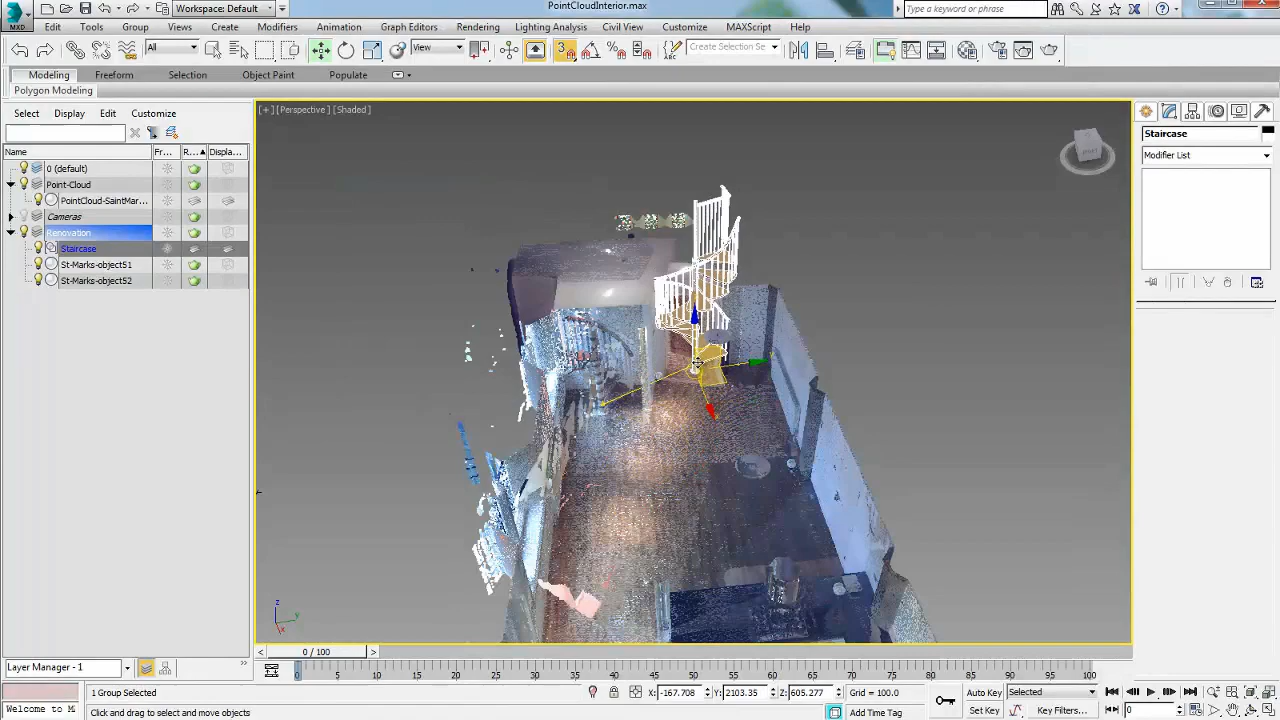 PointCloudInterior.max
Workspace: Default
Type a keyword or phrase
MXD
Edit Tools Group Views Create Modifiers Animation Graph Editors Rendering Lighting Analysis Civil View Customize MAXScript Help
All
View
3
ABC
Create Selection Se
Modeling Freeform Selection Object Paint Populate
Polygon Modeling
Select Display Edit Customize
Name Fr... R... Displa...
0 (default)
Point-Cloud
PointCloud-SaintMar...
Cameras
Renovation
Staircase
St-Marks-object51
St-Marks-object52
[+] [Perspective] [Shaded]
z
y
x
Staircase
Modifier List
Layer Manager - 1
0 / 100
0 5 10 15 20 25 30 35 40 45 50 55 60 65 70 75 80 85 90 95 100
1 Group Selected
X: -167.708 Y: 2103.35 Z: 605.277 Grid = 100.0
Auto Key Selected
Welcome to M
Click and drag to select and move objects
Add Time Tag
Set Key Key Filters...
0